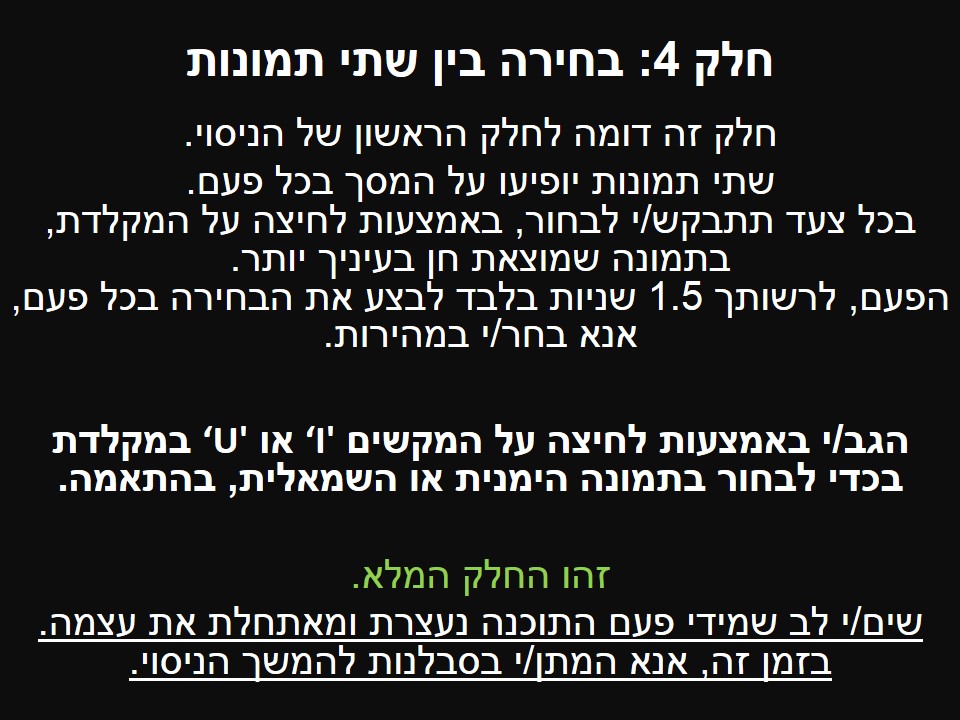 חלק 4: בחירה בין שתי תמונות
חלק זה דומה לחלק הראשון של הניסוי.
שתי תמונות יופיעו על המסך בכל פעם.
בכל צעד תתבקש/י לבחור, באמצעות לחיצה על המקלדת,
בתמונה שמוצאת חן בעיניך יותר.
הפעם, לרשותך 1.5 שניות בלבד לבצע את הבחירה בכל פעם,
אנא בחר/י במהירות.
הגב/י באמצעות לחיצה על המקשים 'I‘ או 'U‘ במקלדת
בכדי לבחור בתמונה הימנית או השמאלית, בהתאמה.
זהו החלק המלא.
שים/י לב שמידי פעם התוכנה נעצרת ומאתחלת את עצמה.
בזמן זה, אנא המתן/י בסבלנות להמשך הניסוי.